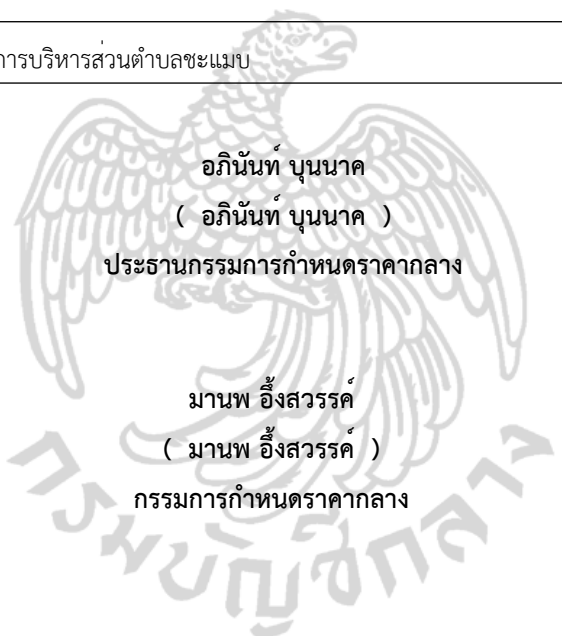 การบริหารส่วนตำบลชะแมบ
อภินันท์ บุนนาค
( อภินันท์ บุนนาค )
ประธานกรรมการกำหนดราคากลาง
มานพ อึ้งสวรรค์
( มานพ อึ้งสวรรค์ )
กรรมการกำหนดราคากลาง
กรมบัญชีกลาง